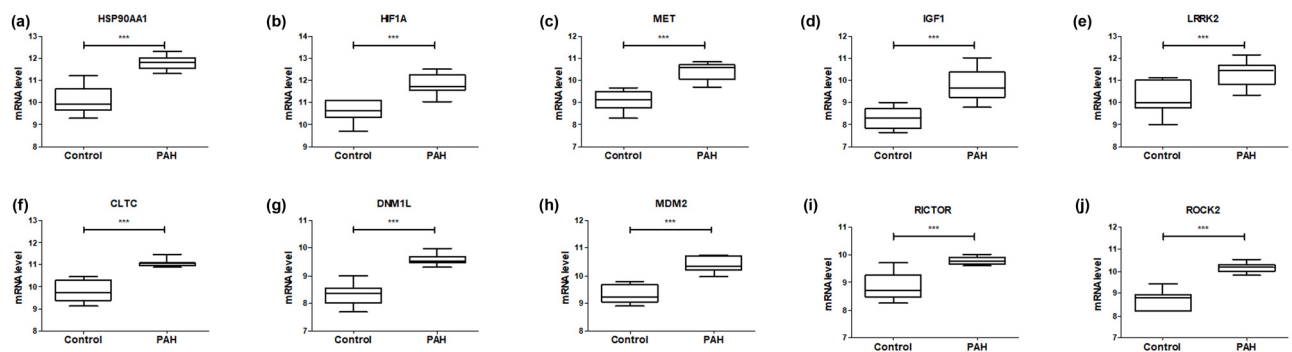 (a) HSP90AA1
***
mRNA level
13
12
11
10
9
8
Control PAH
(b) HIF1A
***
mRNA level
14
13
12
11
10
9
Control PAH
(c) MET
***
mRNA level
12
11
10
9
8
7
Control PAH
(d) IGF1
***
mRNA level
12
11
10
9
8
7
Control PAH
(e) LRRK2
***
mRNA level
13
12
11
10
9
8
Control PAH
(f) CLTC
***
mRNA level
13
12
11
10
9
8
Control PAH
(g) DNM1L
***
mRNA level
11
10
9
8
7
Control PAH
(h) MDM2
***
mRNA level
12
11
10
9
8
Control PAH
(i) RICTOR
***
mRNA level
11
10
9
8
7
Control PAH
(j) ROCK2
***
mRNA level
12
11
10
9
8
7
Control PAH